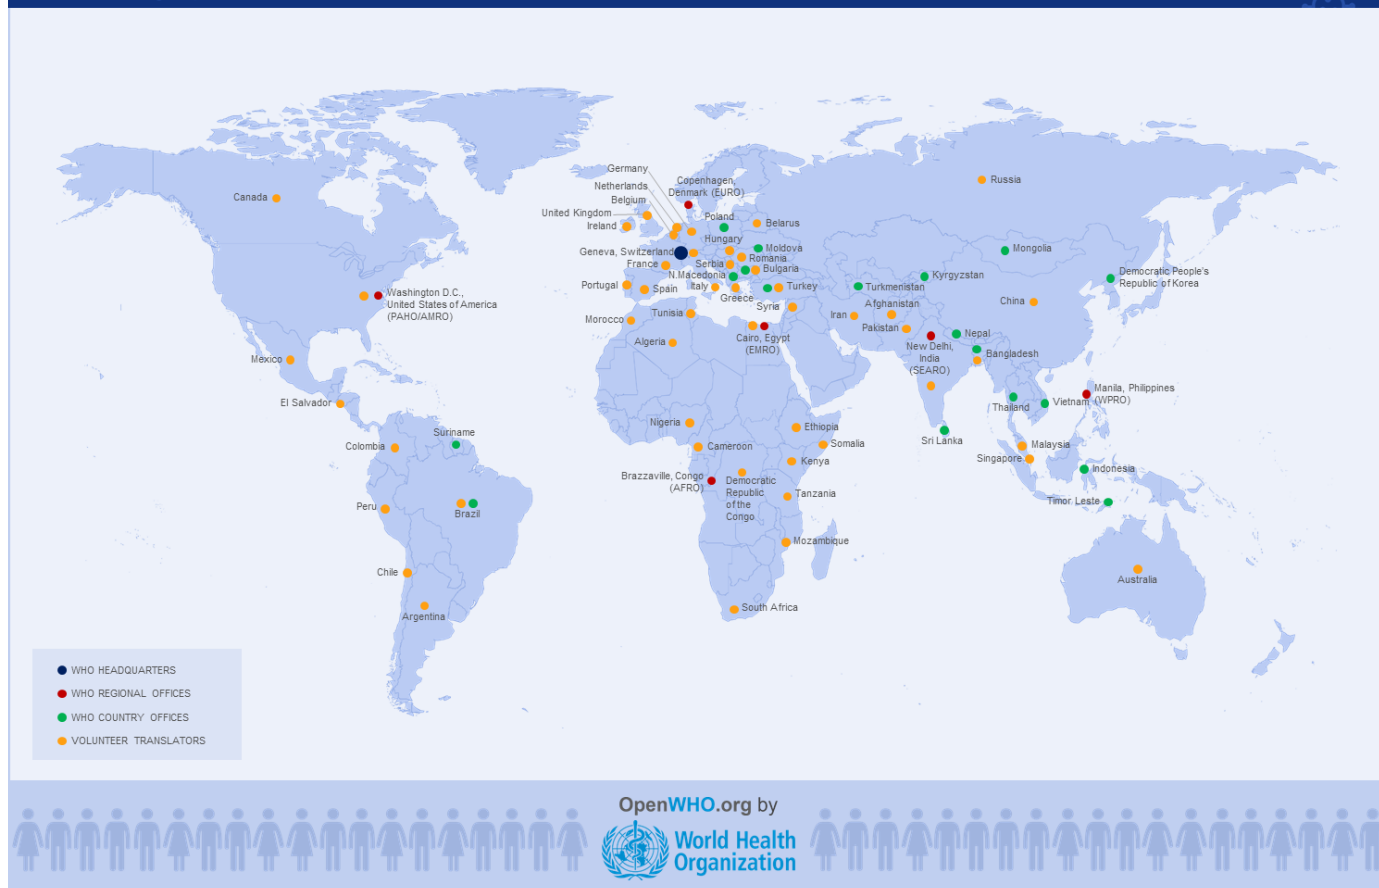 Germany
Netherlands
Belgium
Copenhagen,
Denmark (EURO)
Russia
Canada
United Kingdom
Ireland
Poland
Belarus
Hungary
Geneva, Switzerland
Moldova
Romania
Mongolia
France
Serbia
Bulgaria
N.Macedonia
Kyrgyzstan
Democratic People's
Republic of Korea
Portugal
Spain
Italy
Greece
Turkey
Turkmenistan
Washington D.C.,
United States of America
(PAHO/AMRO)
Syria
Afghanistan
China
Morocco
Tunisia
Iran
Pakistan
Nepal
Algeria
Cairo, Egypt
(EMRO)
New Delhi,
India
(SEARO)
Bangladesh
Mexico
El Salvador
Thailand
Vietnam
Manila, Philippines
(WPRO)
Suriname
Nigeria
Ethiopia
Sri Lanka
Colombia
Cameroon
Somalia
Malaysia
Singapore
Kenya
Indonesia
Brazzaville, Congo
(AFRO)
Democratic
Republic
of the
Congo
Tanzania
Timor Leste
Peru
Brazil
Mozambique
Chile
Australia
Argentina
South Africa
WHO HEADQUARTERS
WHO REGIONAL OFFICES
WHO COUNTRY OFFICES
VOLUNTEER TRANSLATORS
OpenWHO.org by
World Health
Organization